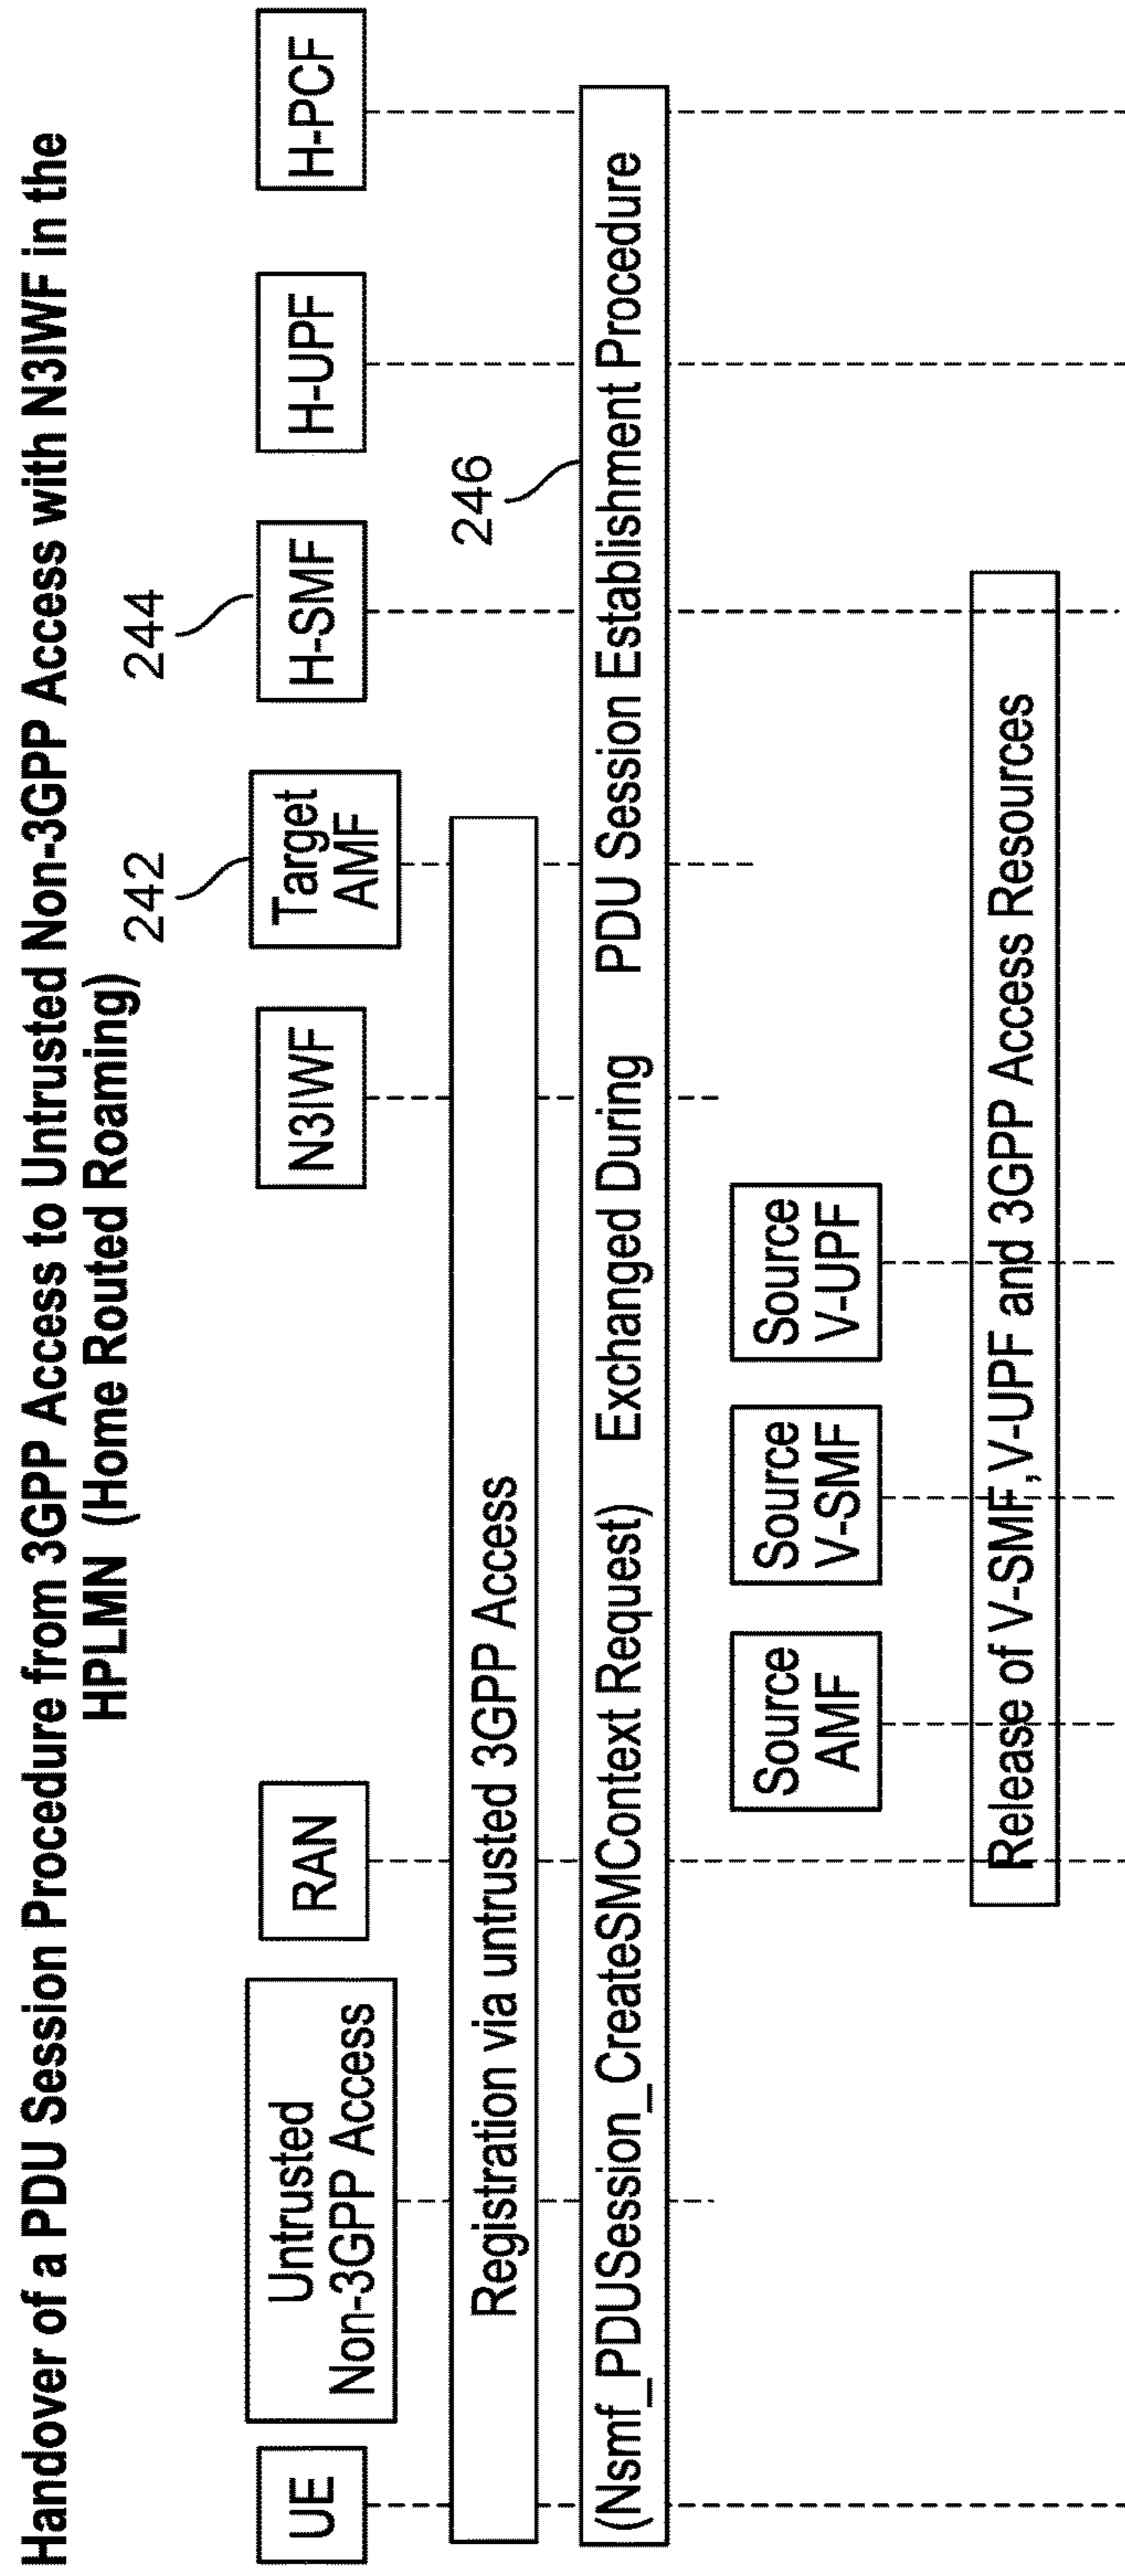 Handover of a PDU Session Procedure from 3GPP Access to Untrusted Non-3GPP Access with N3IWF in the
HPLMN (Home Routed Roaming)
242
244
UE
Untrusted
Non-3GPP Access
RAN
N3IWF
Target
AMF
H-SMF
H-UPF
H-PCF
Registration via untrusted 3GPP Access
246
(Nsmf_PDUSession_CreateSMContext Request) Exchanged During PDU Session Establishment Procedure
Source
AMF
Source
V-SMF
Source
V-UPF
Release of V-SMF,V-UPF and 3GPP Access Resources